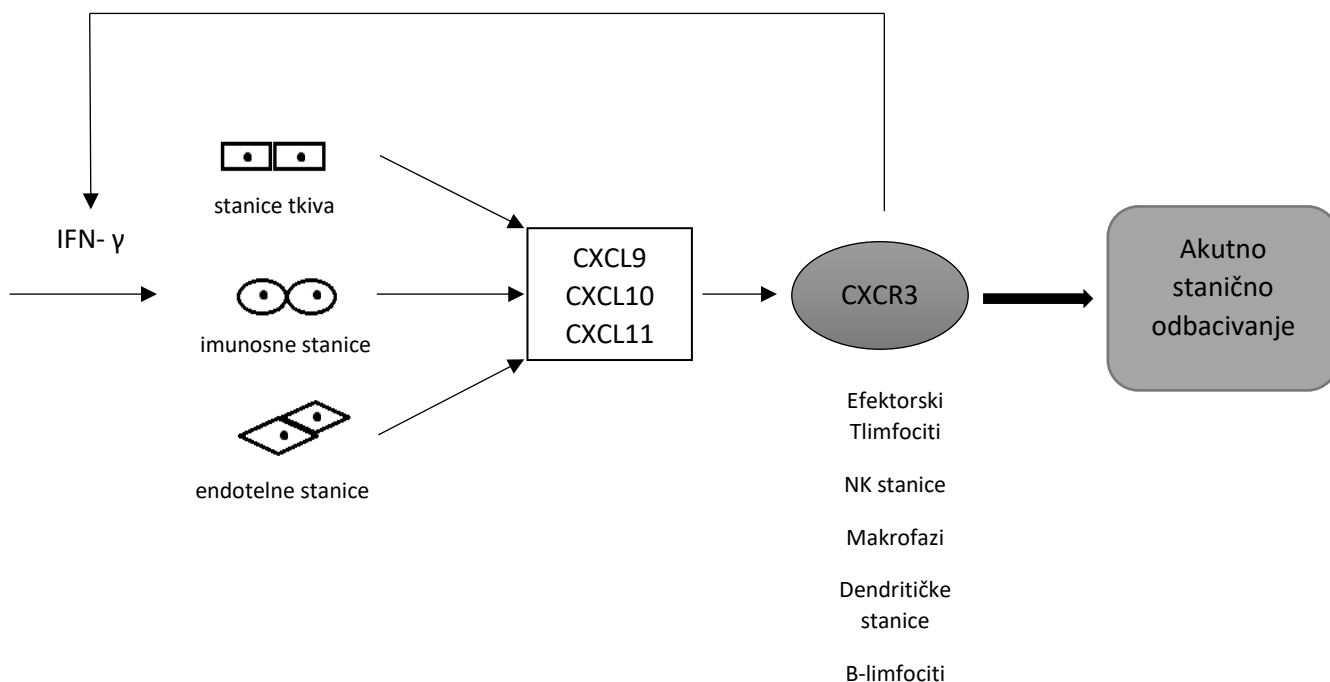 stanice tkiva
IFN- γ
imunosne stanice
endotelne stanice
CXCL9
CXCL10
CXCL11
CXCR3
Efektorski
Tlimfociti
NK stanice
Makrofazi
Dendritičke
stanice
B-limfociti
Akutno
stanično
odbacivanje